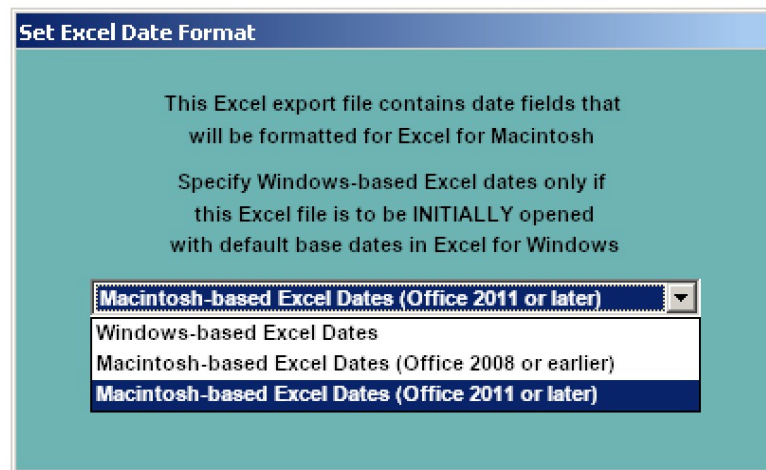 Set Excel Date Format
This Excel export file contains date fields that
will be formatted for Excel for Macintosh
Specify Windows-based Excel dates only if
this Excel file is to be INITIALLY opened
with default base dates in Excel for Windows
Macintosh-based Excel Dates (Office 2011 or later)
Windows-based Excel Dates
Macintosh-based Excel Dates (Office 2008 or earlier)
Macintosh-based Excel Dates (Office 2011 or later)